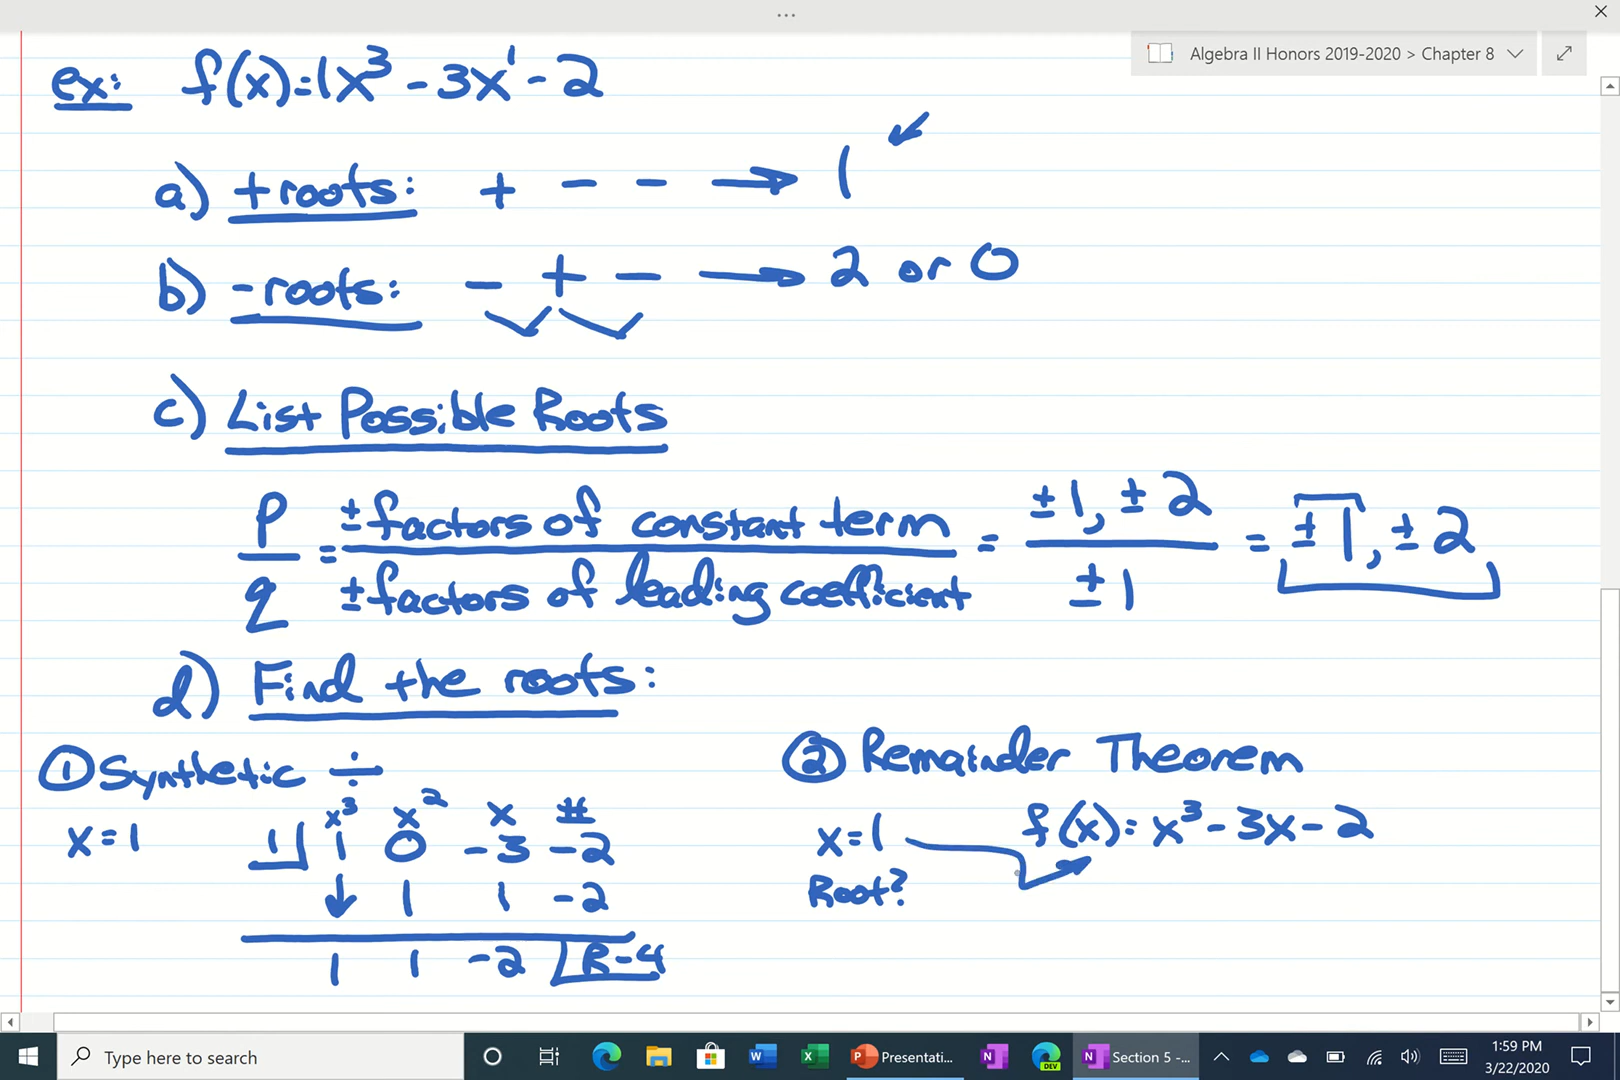 Algebra II Honors 2019-2020 > Chapter 8
ex: f(x)=1x³-3x¹-2
a) +roots: + - - → 1
b) -roots: - + - → 2 or 0
c) List Possible Roots
p/q = ±factors of constant term / ±factors of leading coefficient = ±1, ±2 / ±1 = ±1, ±2
d) Find the roots:
① Synthetic ÷
x³ x² x #
x=1 1 1 0 -3 -2
↓ 1 1 -2
1 1 -2 R-4
② Remainder Theorem
x=1 f(x)=x³-3x-2
Root?
Type here to search
DEV
Presentati...
Section 5 -...
1:59 PM
3/22/2020